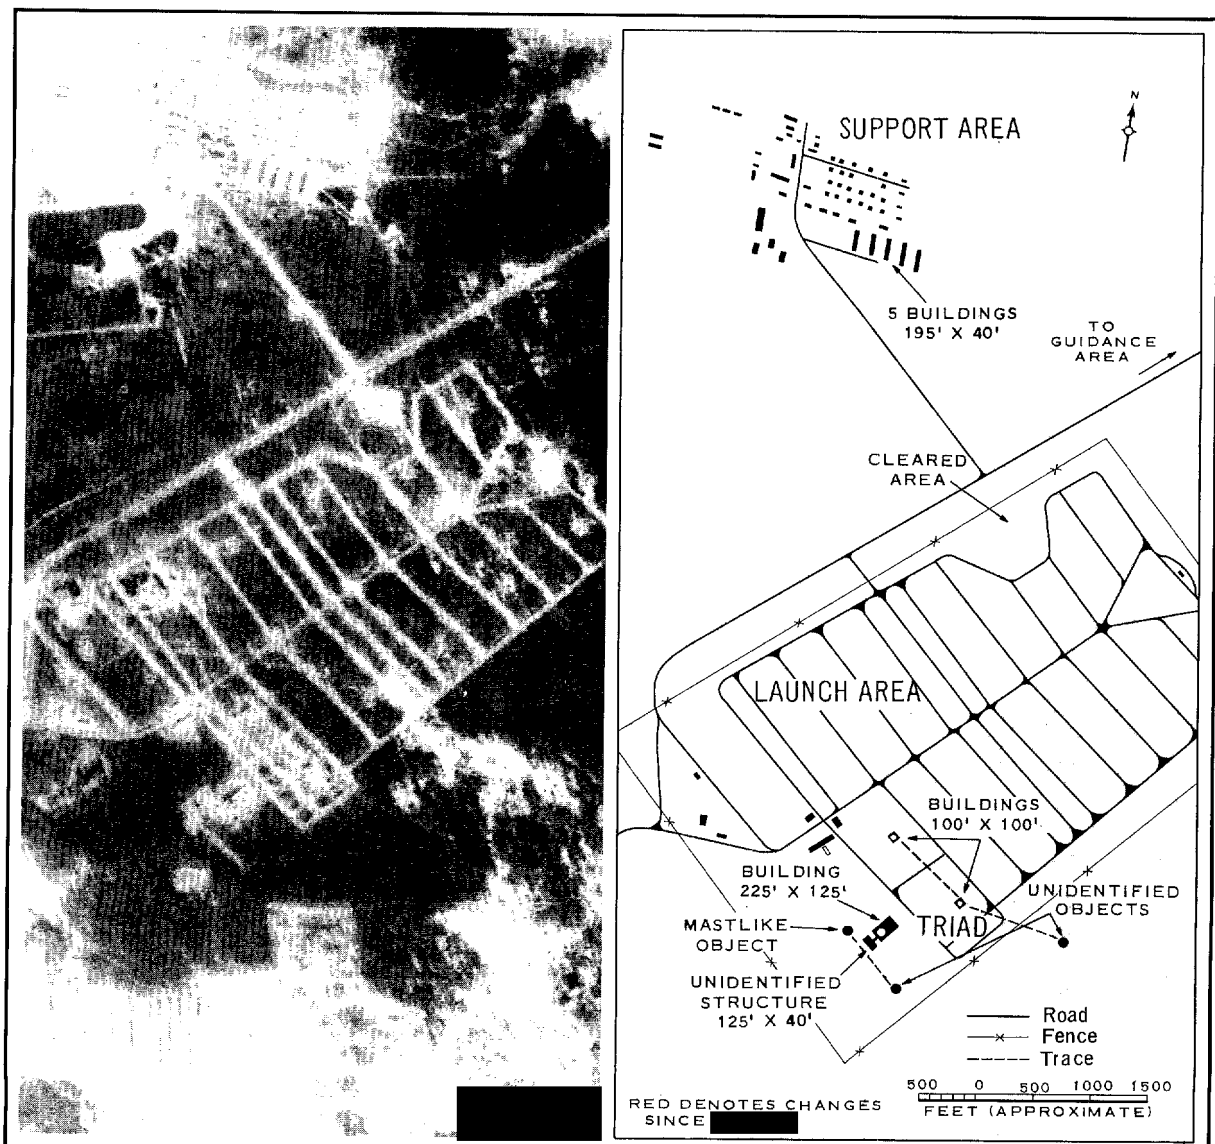 N
SUPPORT AREA
5 BUILDINGS
195' X 40'
TO
GUIDANCE
AREA
CLEARED
AREA
LAUNCH AREA
BUILDINGS
100' X 100'
BUILDING
225' X 125'
UNIDENTIFIED
OBJECTS
MASTLIKE
OBJECT
TRIAD
UNIDENTIFIED
STRUCTURE
125' X 40'
Road
Fence
Trace
500 0 500 1000 1500
FEET (APPROXIMATE)
RED DENOTES CHANGES
SINCE